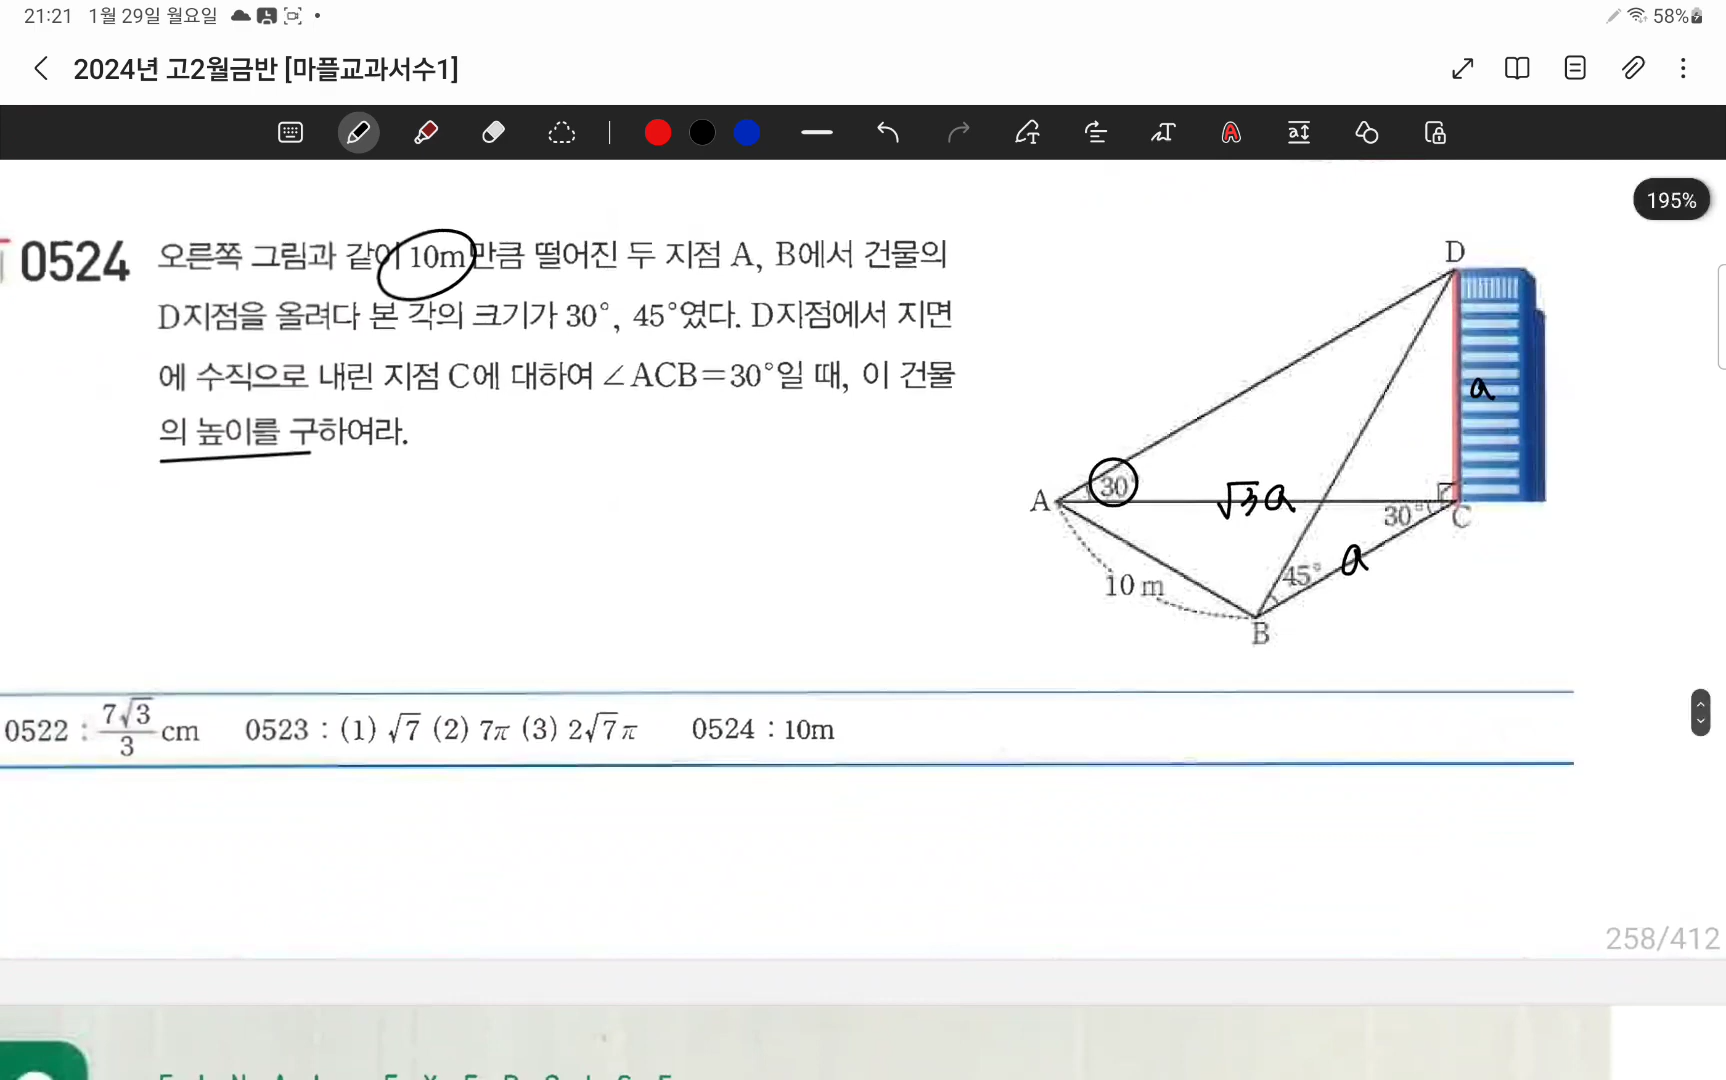 21:21 1월 29일 월요일
58%
2024년 고2월금반 [마플교과서수1]
195%
0524 오른쪽 그림과 같이 10m만큼 떨어진 두 지점 A, B에서 건물의
D지점을 올려다 본 각의 크기가 30°, 45°였다. D지점에서 지면
에 수직으로 내린 지점 C에 대하여 ∠ACB=30°일 때, 이 건물
의 높이를 구하여라.
D
a
A
30°
√3a
30°
C
45°
a
10 m
B
0522 : 7√3/3 cm 0523 : (1) √7 (2) 7π (3) 2√7π 0524 : 10m
258/412